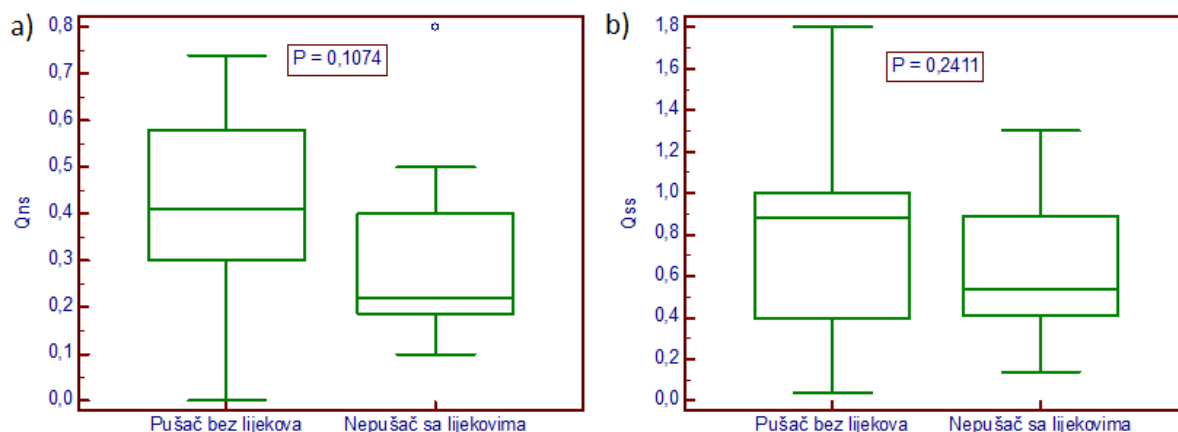 a)
P = 0,1074
Qns
0,8
0,7
0,6
0,5
0,4
0,3
0,2
0,1
0,0
Pušač bez lijekova
Nepušač sa lijekovima
b)
P = 0,2411
Qss
1,8
1,6
1,4
1,2
1,0
0,8
0,6
0,4
0,2
0,0
Pušač bez lijekova
Nepušač sa lijekovima